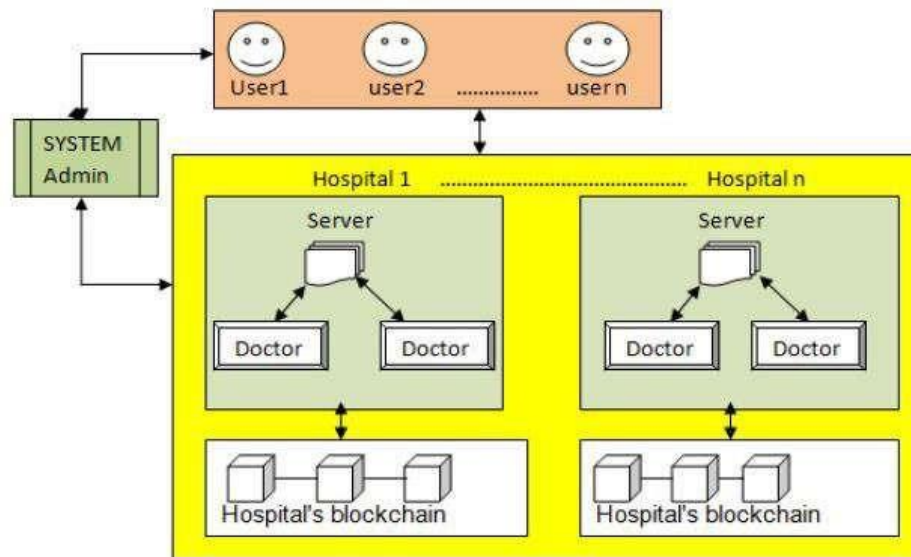 User1 user2 .............. user n
SYSTEM
Admin
Hospital 1 ........................................... Hospital n
Server Server
Doctor Doctor Doctor Doctor
Hospital's blockchain Hospital's blockchain